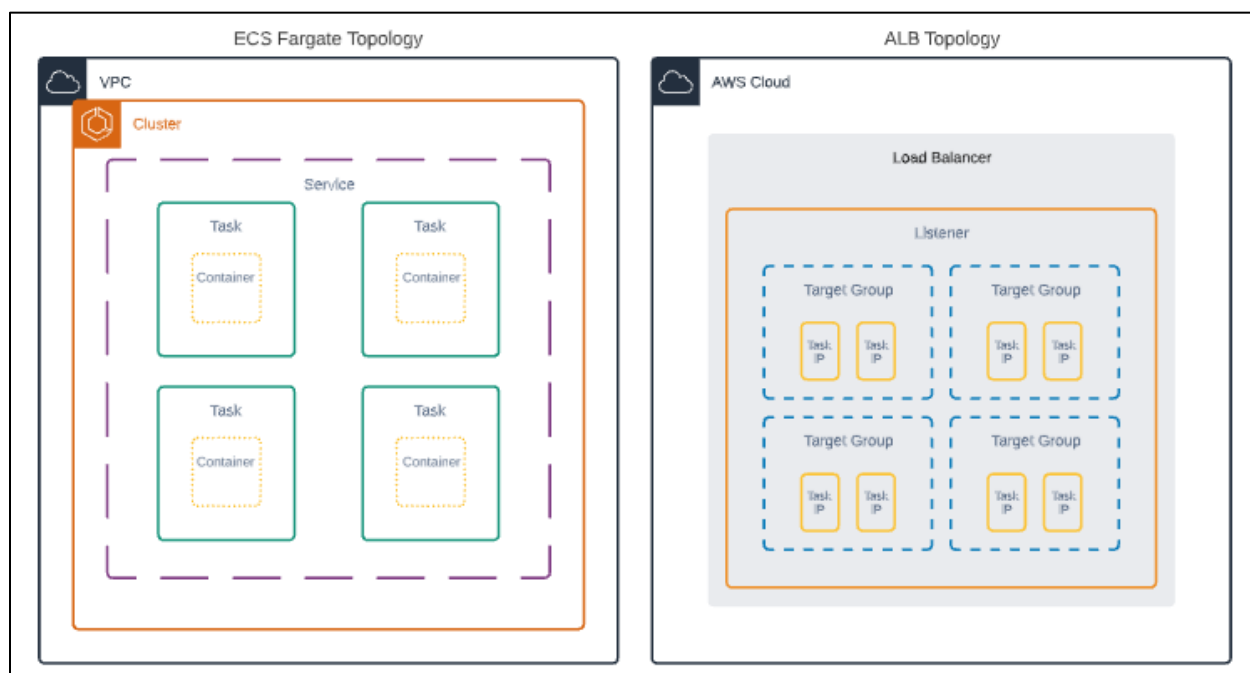 ECS Fargate Topology
VPC
Cluster
Service
Task
Container
Task
Container
Task
Container
Task
Container
ALB Topology
AWS Cloud
Load Balancer
Listener
Target Group
Task
IP
Task
IP
Target Group
Task
IP
Task
IP
Target Group
Task
IP
Task
IP
Target Group
Task
IP
Task
IP